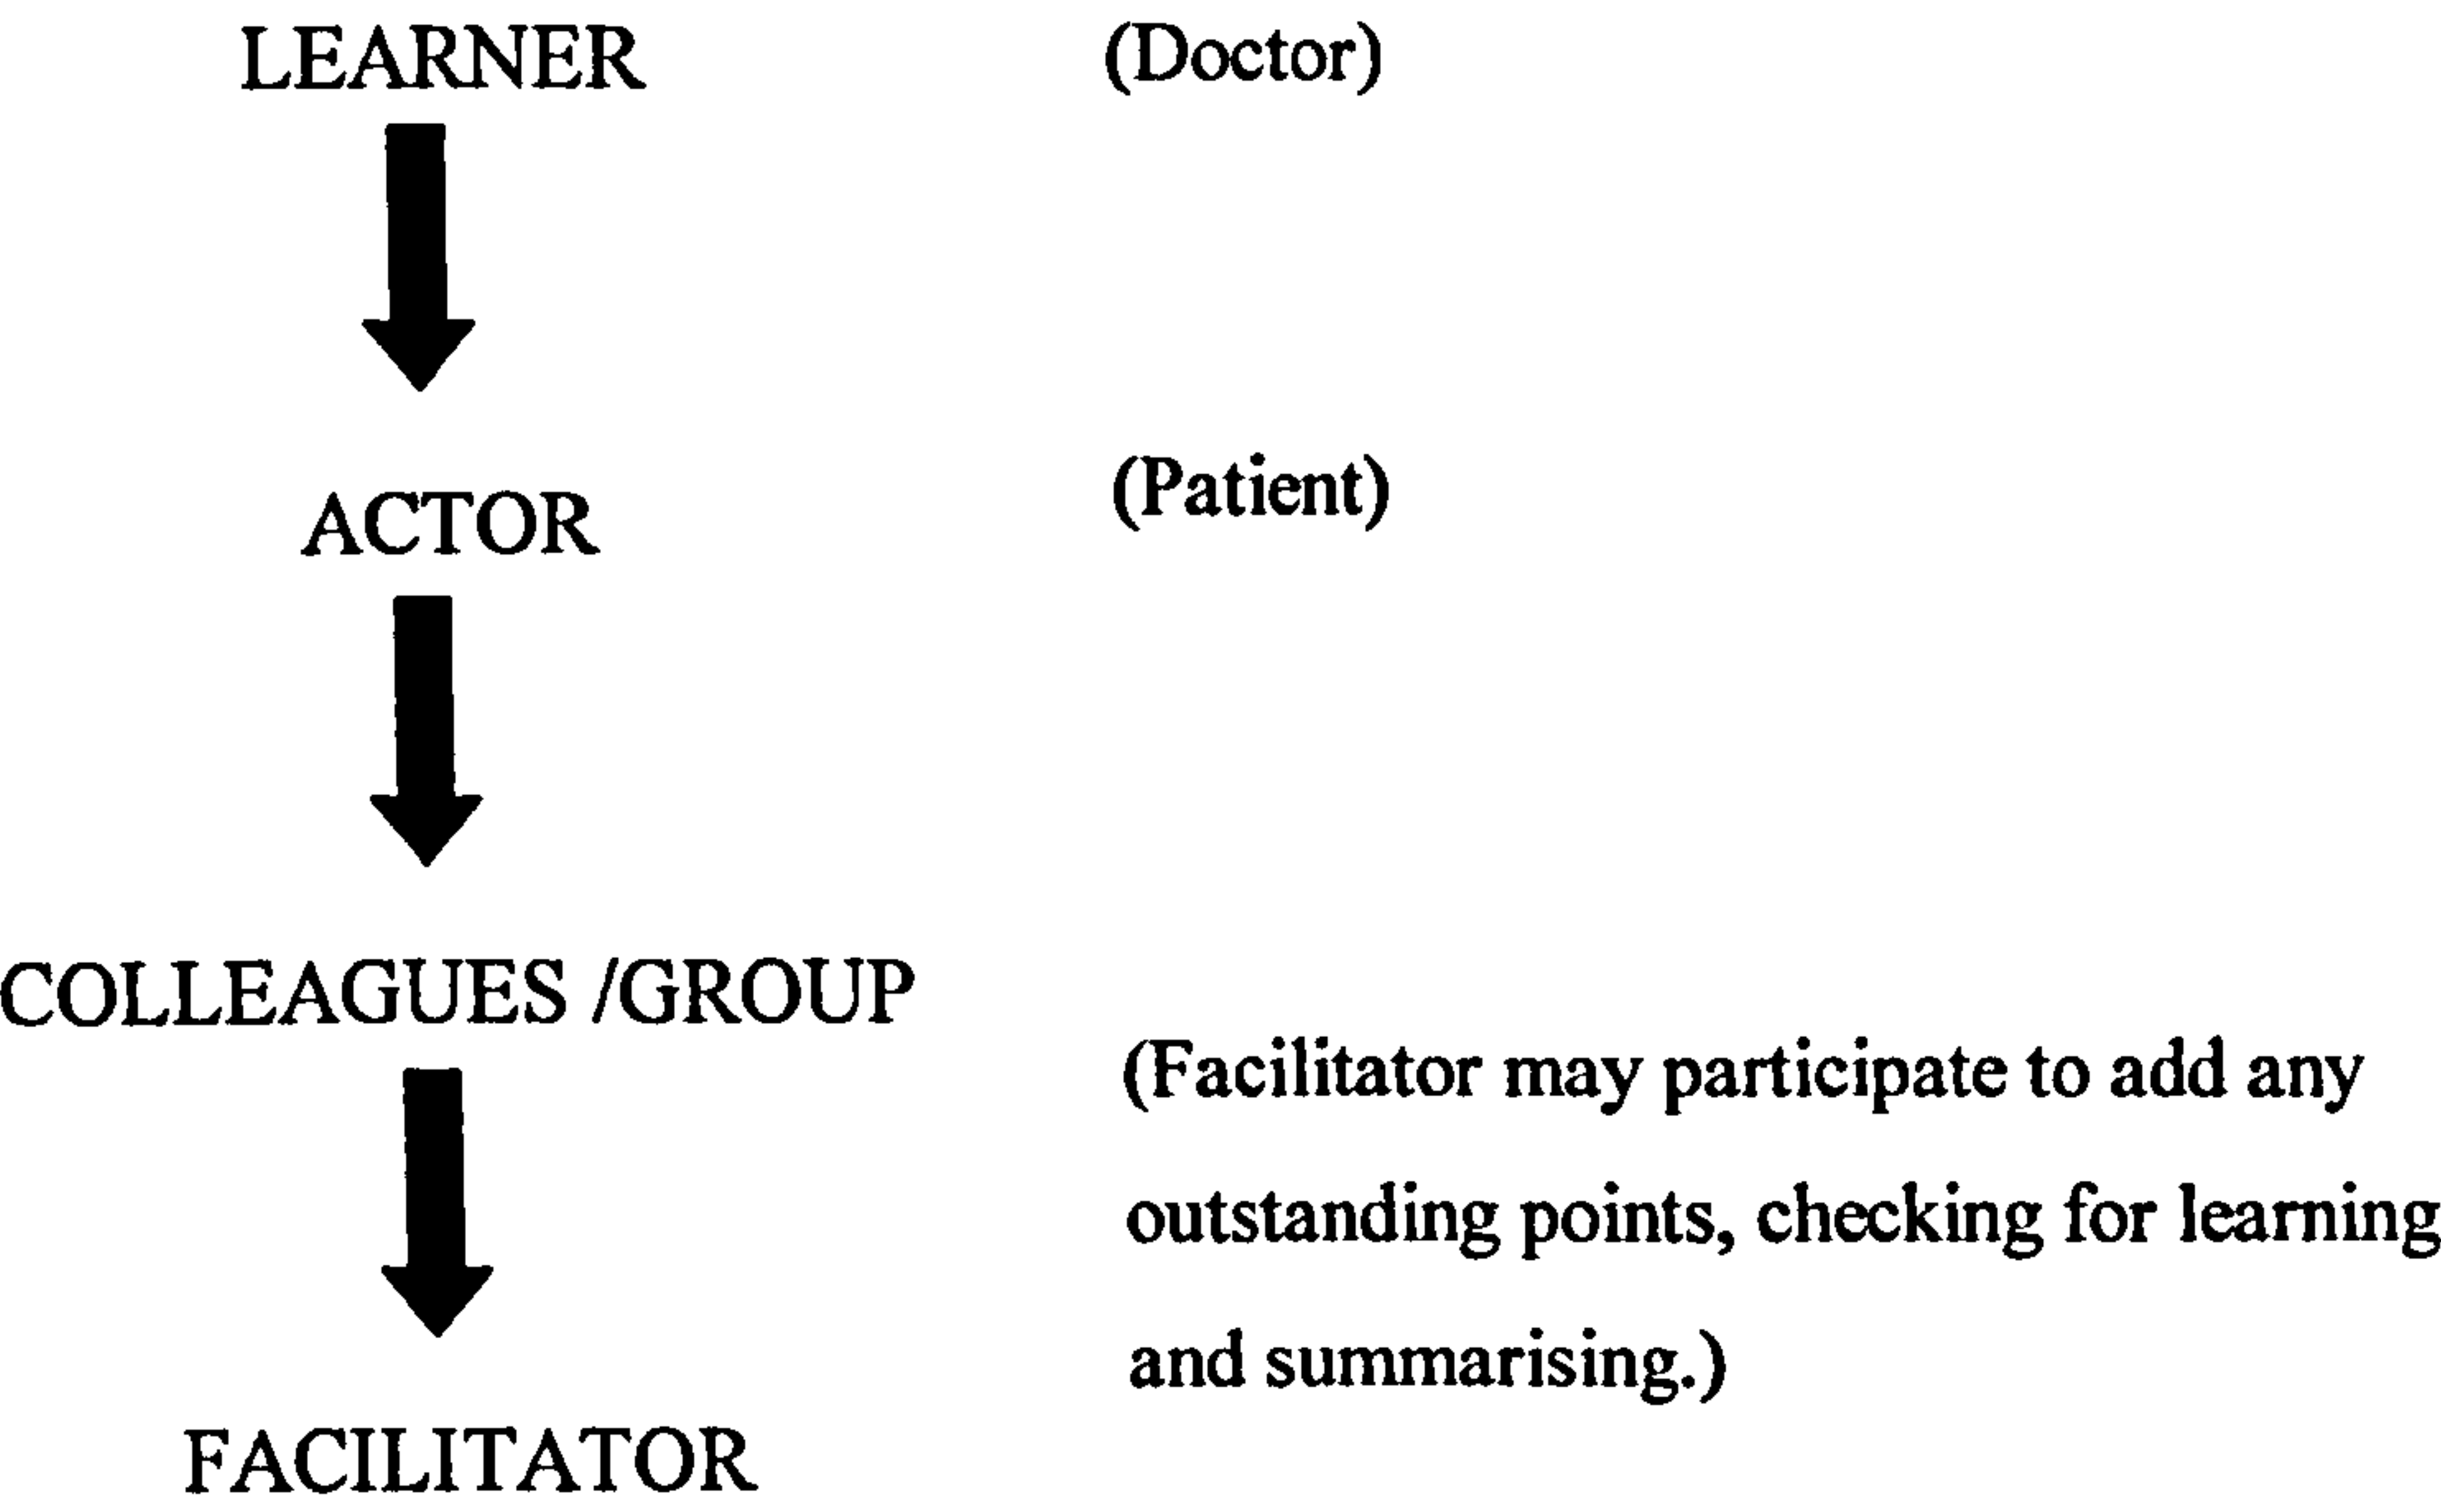 LEARNER (Doctor)
ACTOR (Patient)
COLLEAGUES /GROUP
(Facilitator may participate to add any
outstanding points, checking for learning
and summarising.)
FACILITATOR